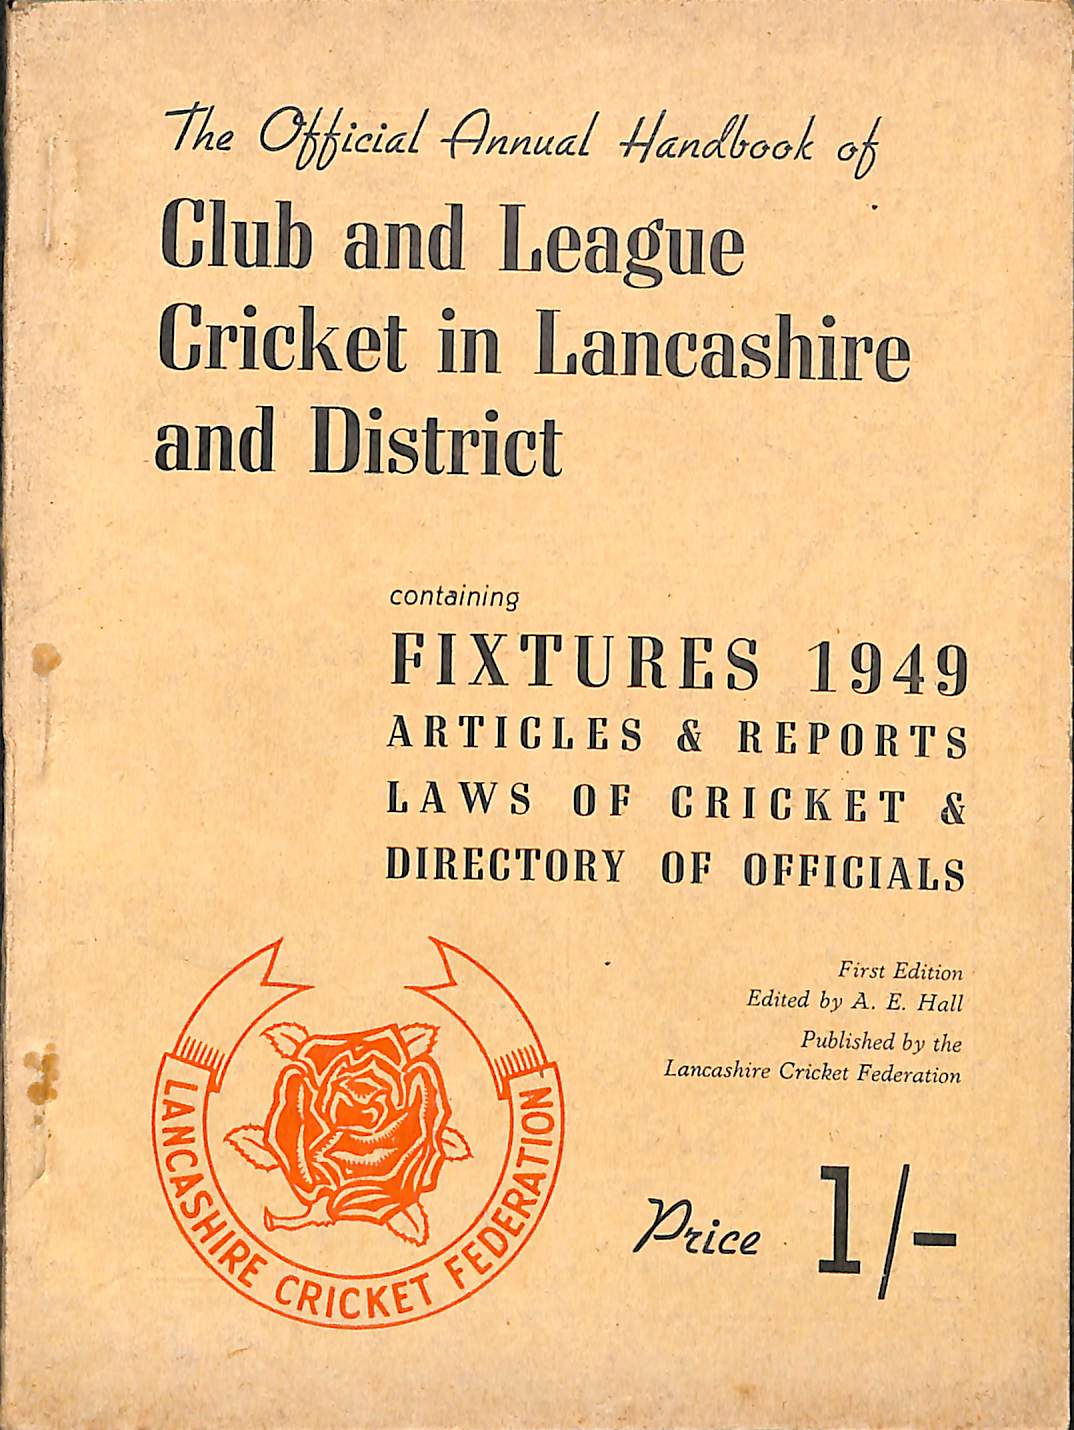 The Official Annual Handbook of
Club and League
Cricket in Lancashire
and District
containing
FIXTURES 1949
ARTICLES & REPORTS
LAWS OF CRICKET &
DIRECTORY OF OFFICIALS
First Edition
Edited by A. E. Hall
Published by the
Lancashire Cricket Federation
LANCASHIRE CRICKET FEDERATION
Price 1/-